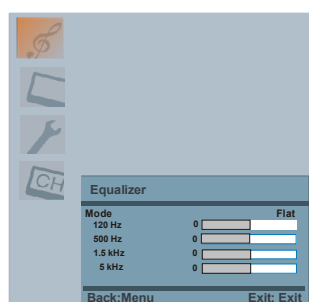 CH
Equalizer
Mode Flat
120 Hz 0
500 Hz 0
1.5 kHz 0
5 kHz 0
Back:Menu Exit: Exit